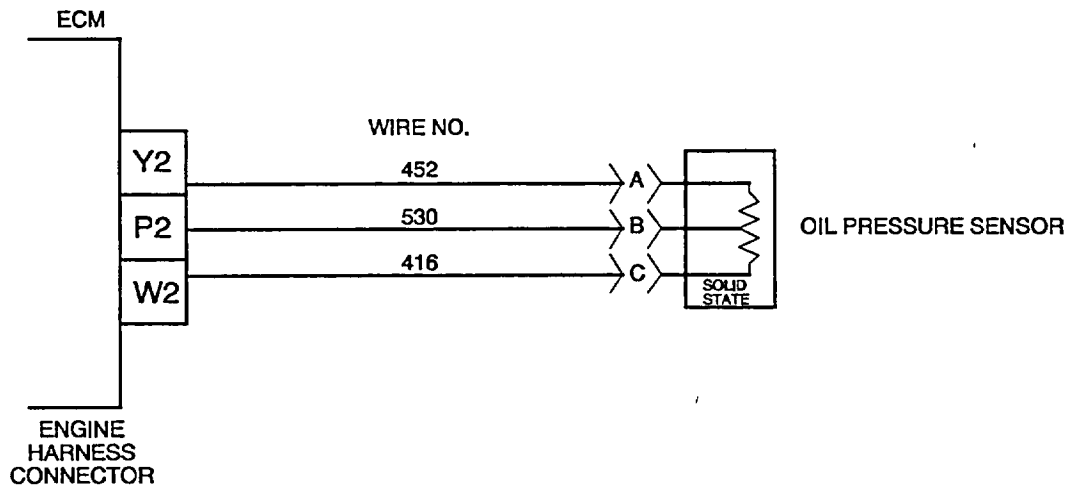 ECM
WIRE NO.
Y2
452
A
P2
530
B
OIL PRESSURE SENSOR
W2
416
C
SOLID
STATE
ENGINE
HARNESS
CONNECTOR